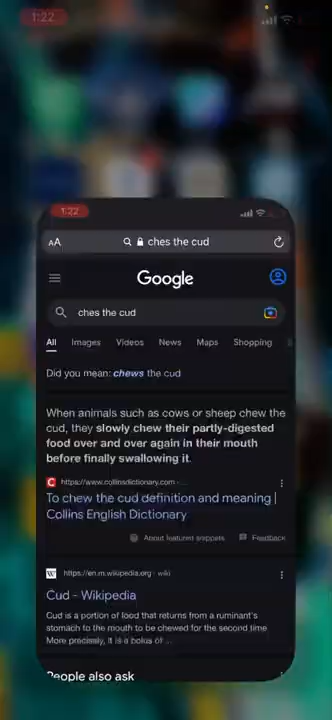 1:22
1:22
AA ches the cud
Google
ches the cud
All Images Videos News Maps Shopping
Did you mean: chews the cud
When animals such as cows or sheep chew the
cud, they slowly chew their partly-digested
food over and over again in their mouth
before finally swallowing it.
https://www.collinsdictionary.com › ...
To chew the cud definition and meaning |
Collins English Dictionary
About featured snippets Feedback
W https://en.m.wikipedia.org › wiki
Cud - Wikipedia
Cud is a portion of food that returns from a ruminant's
stomach to the mouth to be chewed for the second time
More precisely, it is a bolus of ...
People also ask